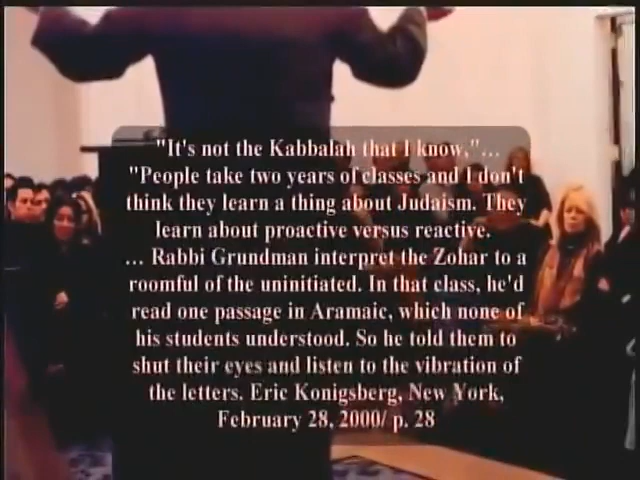 "It's not the Kabbalah that I know,"...
"People take two years of classes and I don't
think they learn a thing about Judaism. They
learn about proactive versus reactive.
... Rabbi Grundman interpret the Zohar to a
roomful of the uninitiated. In that class, he'd
read one passage in Aramaic, which none of
his students understood. So he told them to
shut their eyes and listen to the vibration of
the letters. Eric Konigsberg, New York,
February 28, 2000/ p. 28